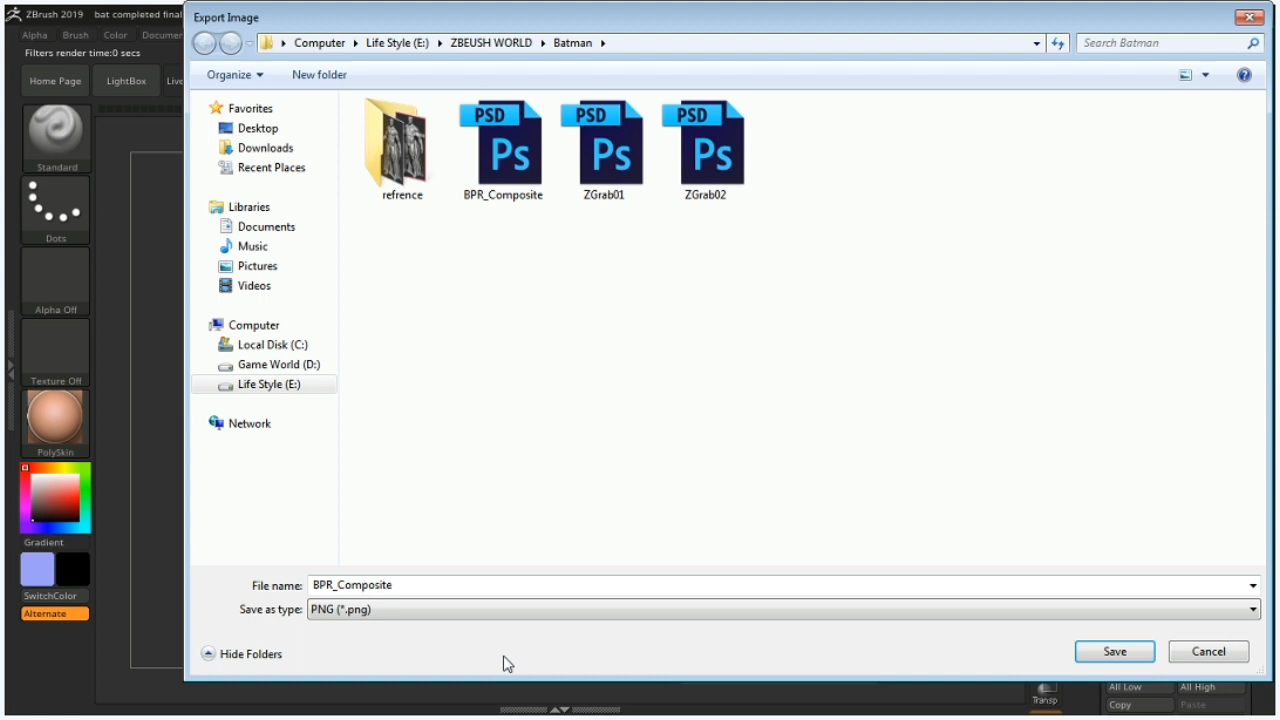 ZBrush 2019 bat completed final
Export Image
Alpha Brush Color Documen
Filters render time:0 secs
Computer Life Style (E:) ZBEUSH WORLD Batman
Search Batman
Home Page LightBox Live
Organize New folder
Standard
Dots
Alpha Off
Texture Off
PolySkin
Gradient
SwitchColor
Alternate
Favorites
Desktop
Downloads
Recent Places
Libraries
Documents
Music
Pictures
Videos
Computer
Local Disk (C:)
Game World (D:)
Life Style (E:)
Network
PSD PSD PSD
Ps Ps Ps
refrence BPR_Composite ZGrab01 ZGrab02
File name: BPR_Composite
Save as type: PNG (*.png)
Hide Folders Save Cancel
Transp All Low All High
Copy Paste